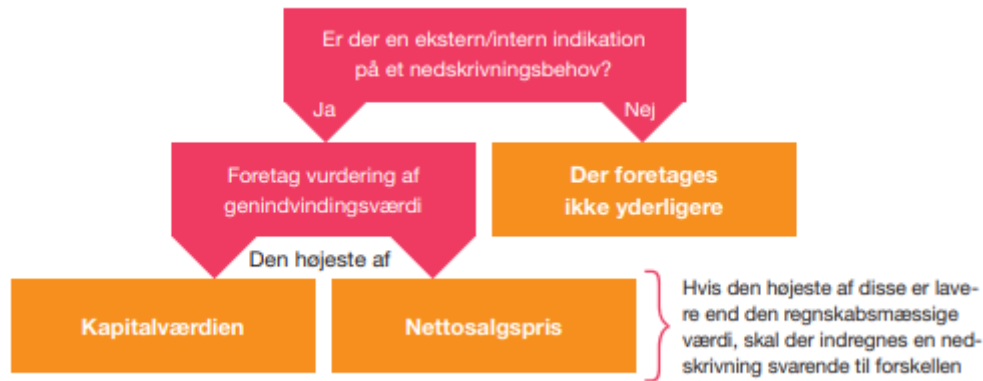 Er der en ekstern/intern indikation
på et nedskrivningsbehov?
Ja
Nej
Foretag vurdering af
genindvindingsværdi
Der foretages
ikke yderligere
Den højeste af
Kapitalværdien
Nettosalgspris
Hvis den højeste af disse er lave-
re end den regnskabsmæssige
værdi, skal der indregnes en ned-
skrivning svarende til forskellen